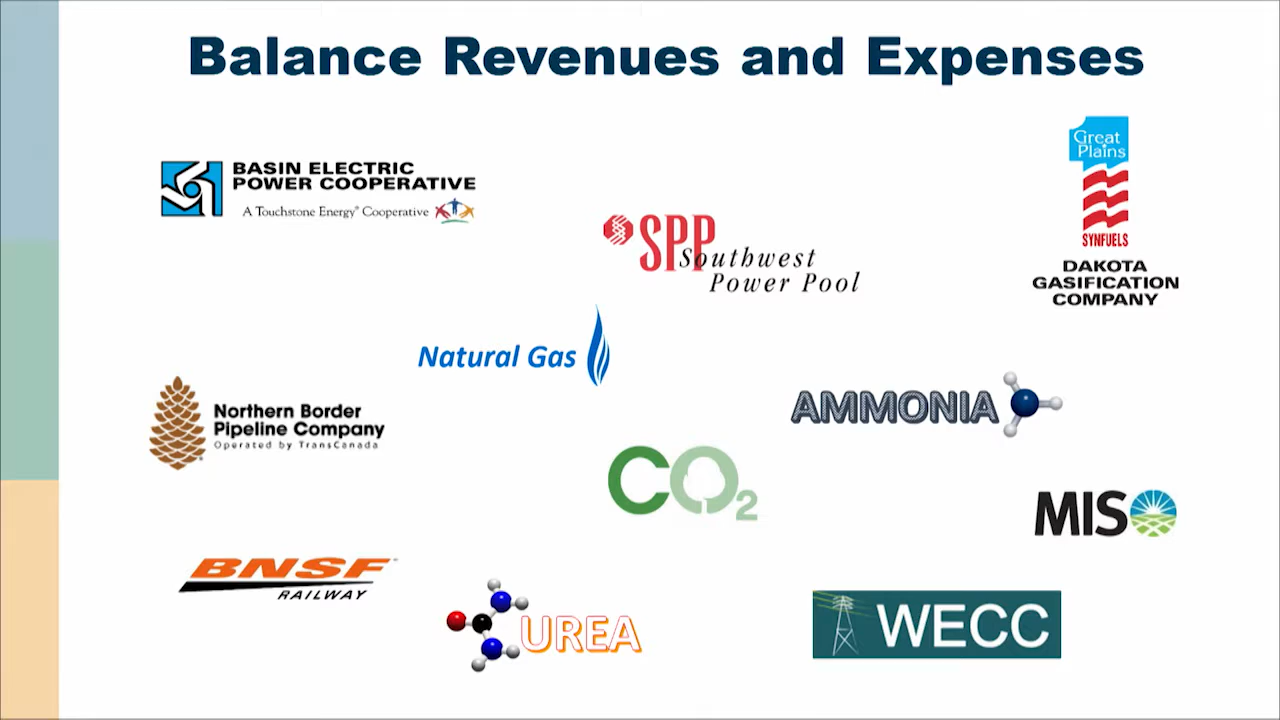 Balance Revenues and Expenses
BASIN ELECTRIC
POWER COOPERATIVE
A Touchstone Energy® Cooperative
SPP
Southwest
Power Pool
Great
Plains
SYNFUELS
DAKOTA
GASIFICATION
COMPANY
Natural Gas
Northern Border
Pipeline Company
Operated by TransCanada
AMMONIA
CO2
MISO
BNSF
RAILWAY
UREA
WECC